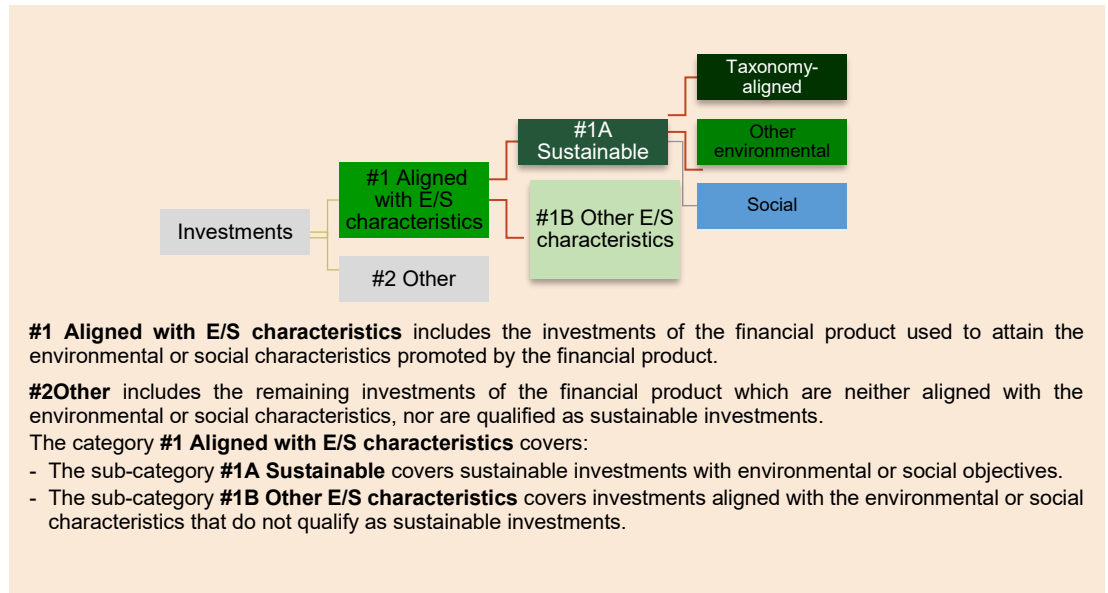 Taxonomy-
aligned
#1A
Sustainable
Other
environmental
#1 Aligned
with E/S
characteristics
Social
#1B Other E/S
characteristics
Investments
#2 Other
#1 Aligned with E/S characteristics includes the investments of the financial product used to attain the
environmental or social characteristics promoted by the financial product.
#2Other includes the remaining investments of the financial product which are neither aligned with the
environmental or social characteristics, nor are qualified as sustainable investments.
The category #1 Aligned with E/S characteristics covers:
- The sub-category #1A Sustainable covers sustainable investments with environmental or social objectives.
- The sub-category #1B Other E/S characteristics covers investments aligned with the environmental or social
characteristics that do not qualify as sustainable investments.